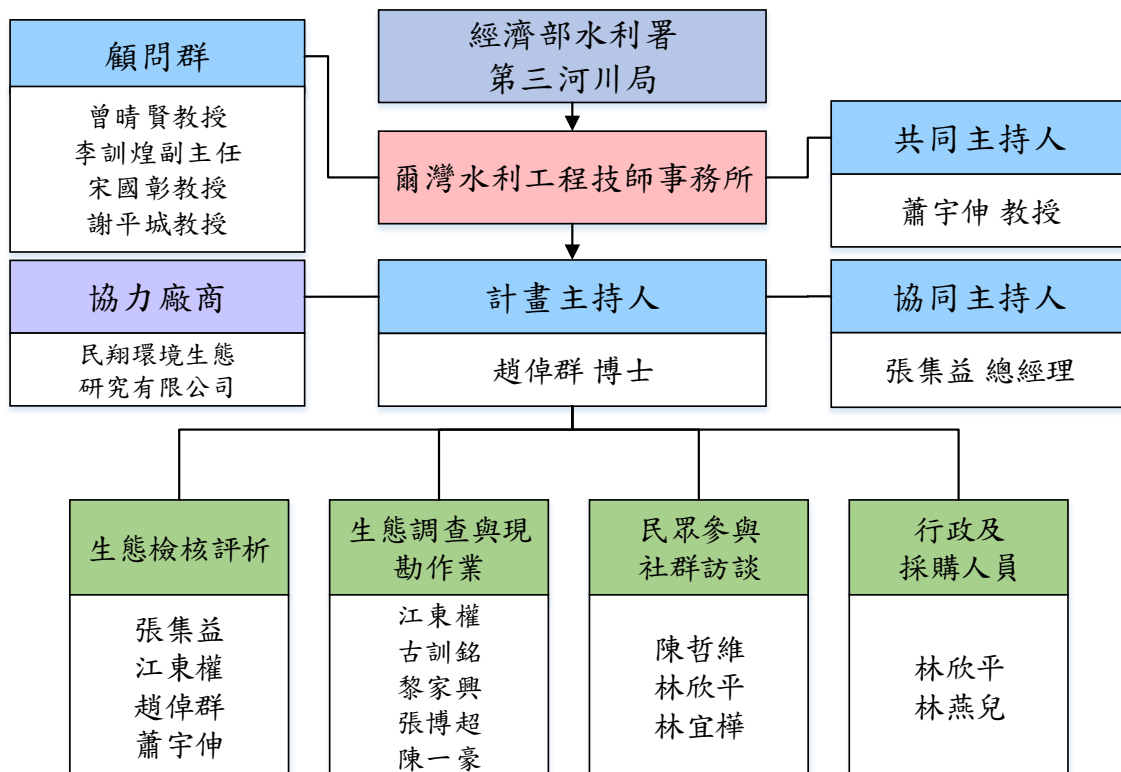 顧問群
曾晴賢教授
李訓煌副主任
宋國彰教授
謝平城教授
經濟部水利署
第三河川局
爾灣水利工程技師事務所
共同主持人
蕭宇伸 教授
協力廠商
民翔環境生態
研究有限公司
計畫主持人
趙倬群 博士
協同主持人
張集益 總經理
生態檢核評析
張集益
江東權
趙倬群
蕭宇伸
生態調查與現
勘作業
江東權
古訓銘
黎家興
張博超
陳一豪
民眾參與
社群訪談
陳哲維
林欣平
林宜樺
行政及
採購人員
林欣平
林燕兒